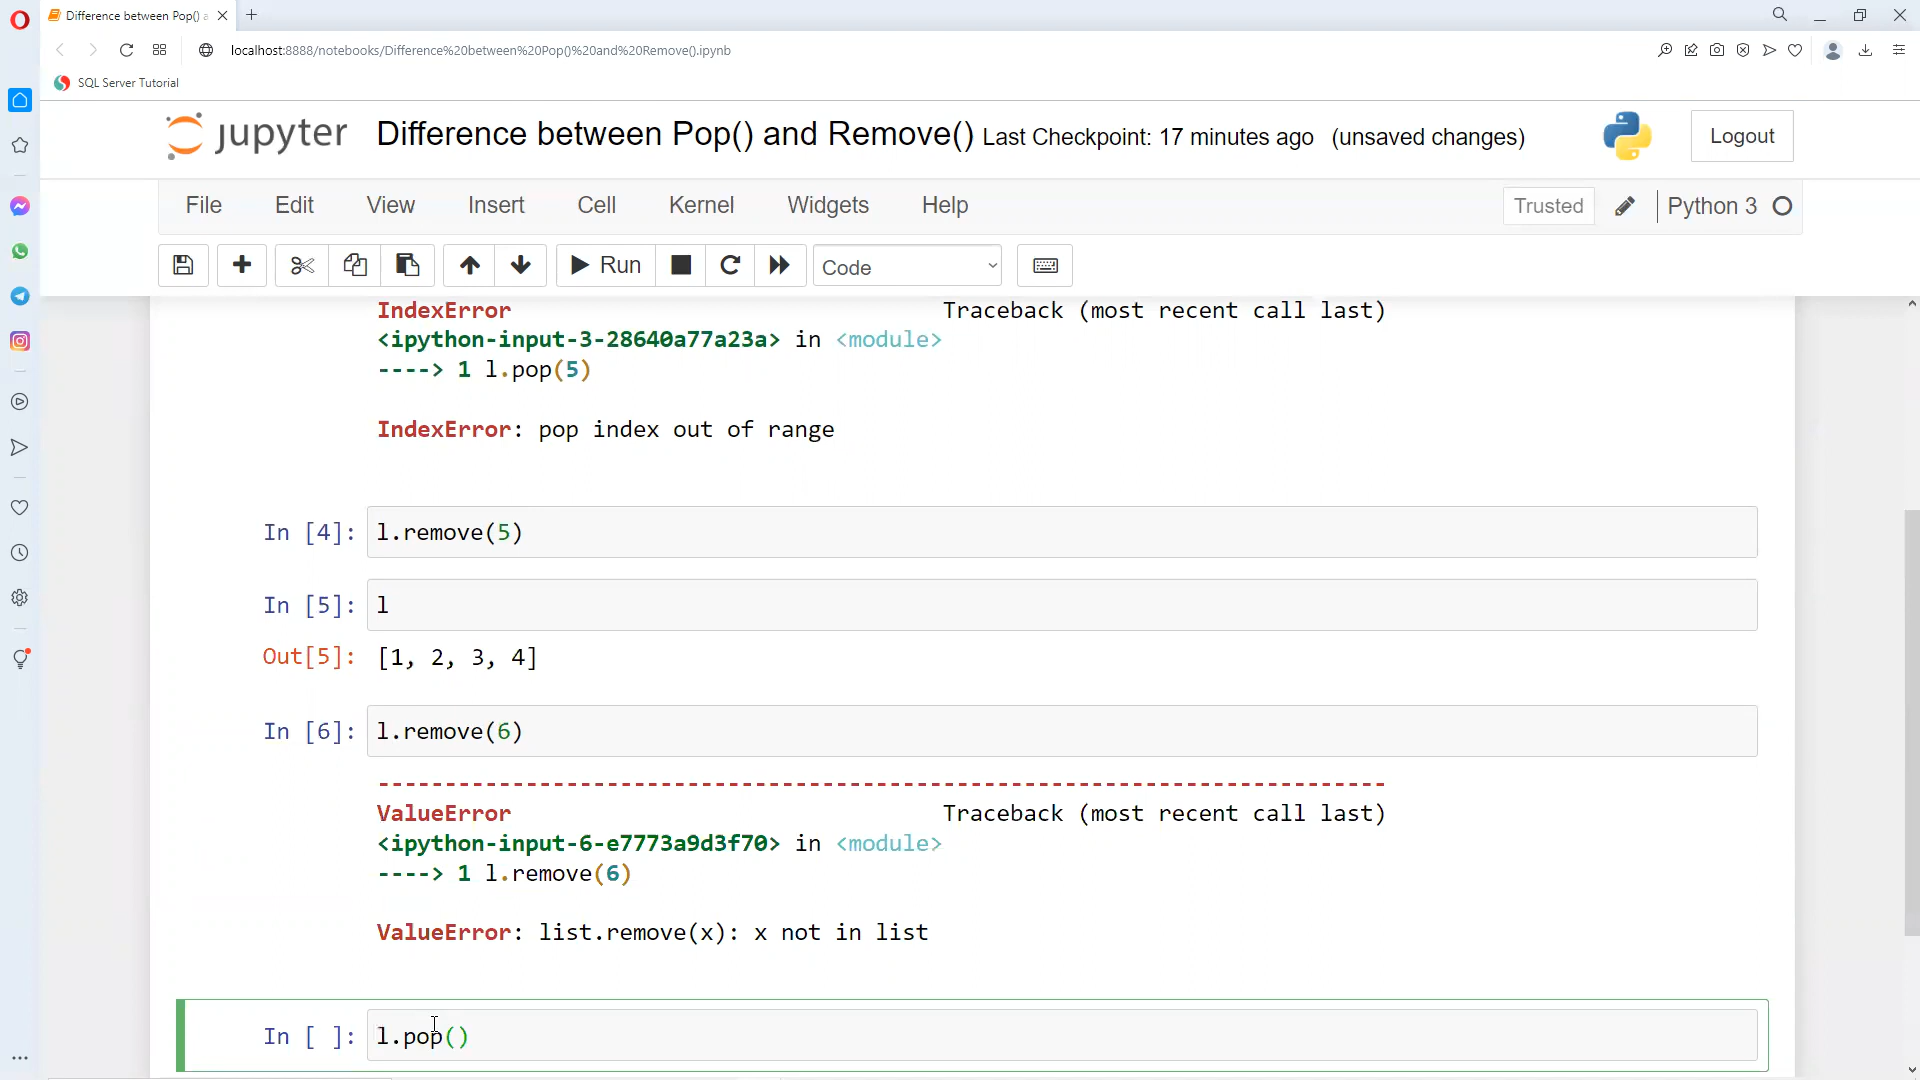 Difference between Pop() a
localhost:8888/notebooks/Difference%20between%20Pop()%20and%20Remove().ipynb
SQL Server Tutorial
jupyter Difference between Pop() and Remove() Last Checkpoint: 17 minutes ago (unsaved changes)
Logout
File Edit View Insert Cell Kernel Widgets Help
Trusted
Python 3
Run
Code
IndexError Traceback (most recent call last)
<ipython-input-3-28640a77a23a> in <module>
----> 1 l.pop(5)
IndexError: pop index out of range
In [4]: l.remove(5)
In [5]: l
Out[5]: [1, 2, 3, 4]
In [6]: l.remove(6)
---------------------------------------------------------------------------
ValueError Traceback (most recent call last)
<ipython-input-6-e7773a9d3f70> in <module>
----> 1 l.remove(6)
ValueError: list.remove(x): x not in list
In [ ]: l.pop()